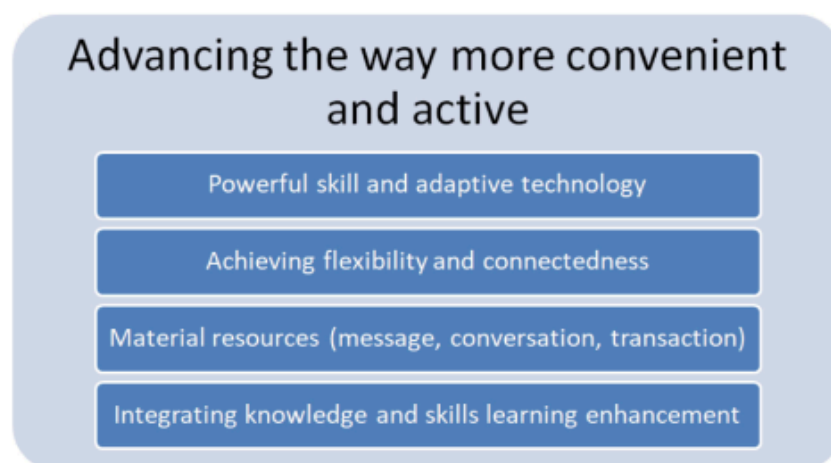 Advancing the way more convenient
and active
Powerful skill and adaptive technology
Achieving flexibility and connectedness
Material resources (message, conversation, transaction)
Integrating knowledge and skills learning enhancement